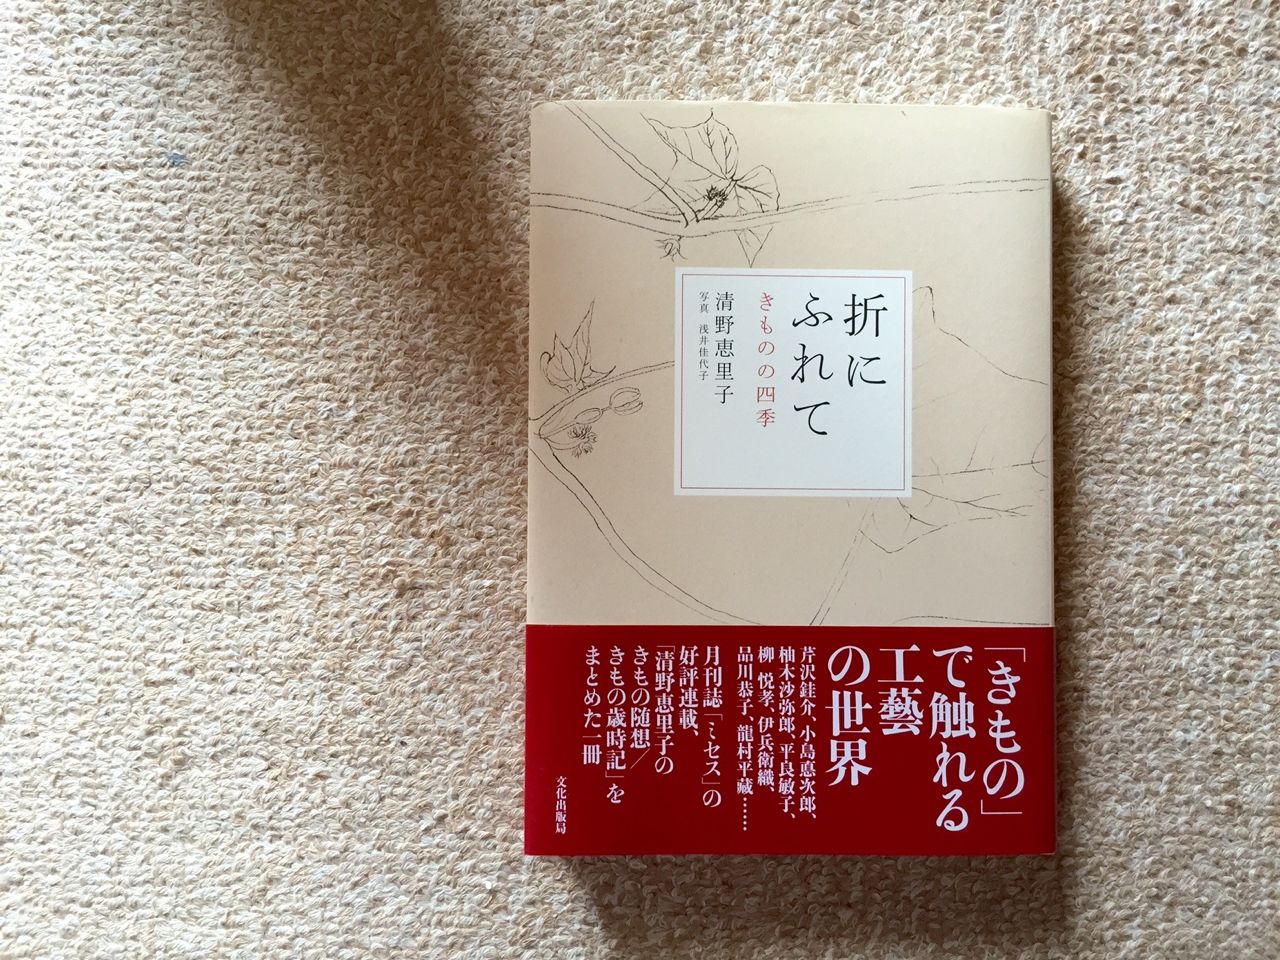 折に
ふれて
きものの四季
清野恵里子
写真 浅井佳代子
「きもの」
で触れる
工藝
の世界
芹沢銈介、小島悳次郎、
柚木沙弥郎、平良敏子、
柳 悦孝、伊兵衛織、
品川恭子、龍村平蔵……
月刊誌「ミセス」の
好評連載、
「清野恵里子の
きもの随想／
きもの歳時記」を
まとめた一冊
文化出版局